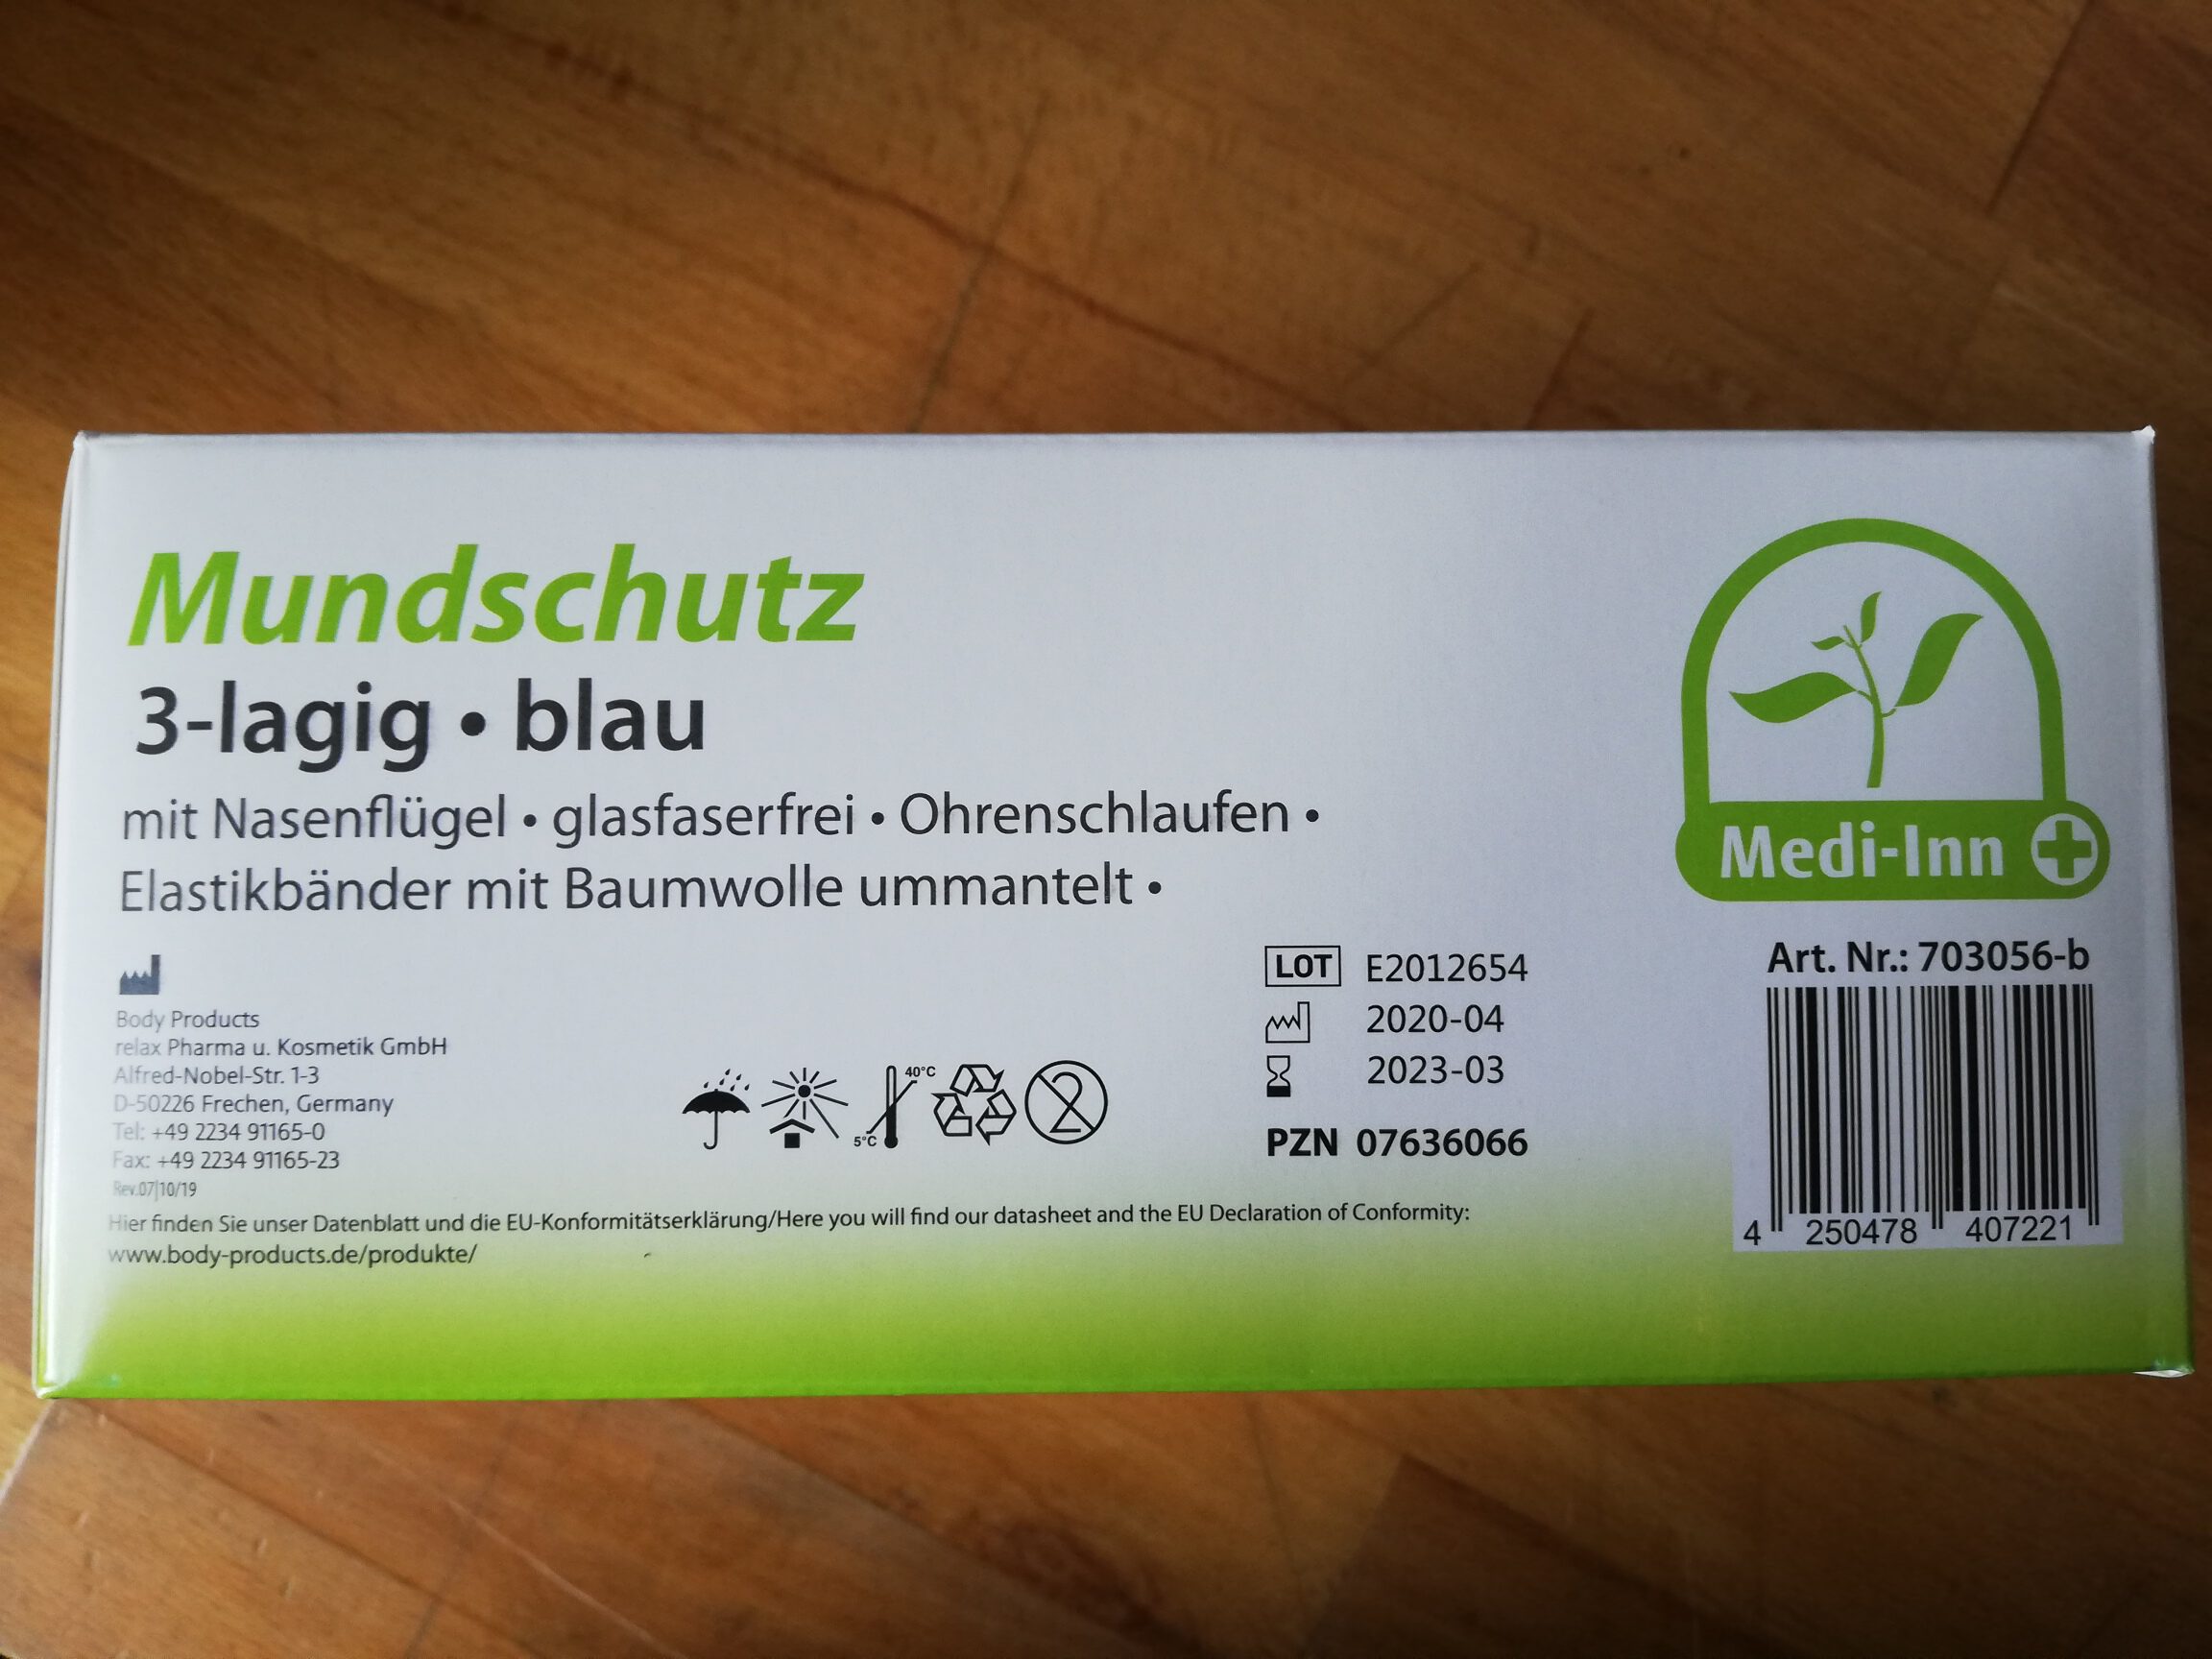 Mundschutz
3-lagig • blau
mit Nasenflügel • glasfaserfrei • Ohrenschlaufen •
Elastikbänder mit Baumwolle ummantelt •
Medi-Inn
Body Products
relax Pharma u. Kosmetik GmbH
Alfred-Nobel-Str. 1-3
D-50226 Frechen, Germany
Tel: +49 2234 91165-0
Fax: +49 2234 91165-23
Rev.07|10/19
40°C
5°C
2
LOT E2012654
2020-04
2023-03
PZN 07636066
Art. Nr.: 703056-b
4 250478 407221
Hier finden Sie unser Datenblatt und die EU-Konformitätserklärung/Here you will find our datasheet and the EU Declaration of Conformity:
www.body-products.de/produkte/